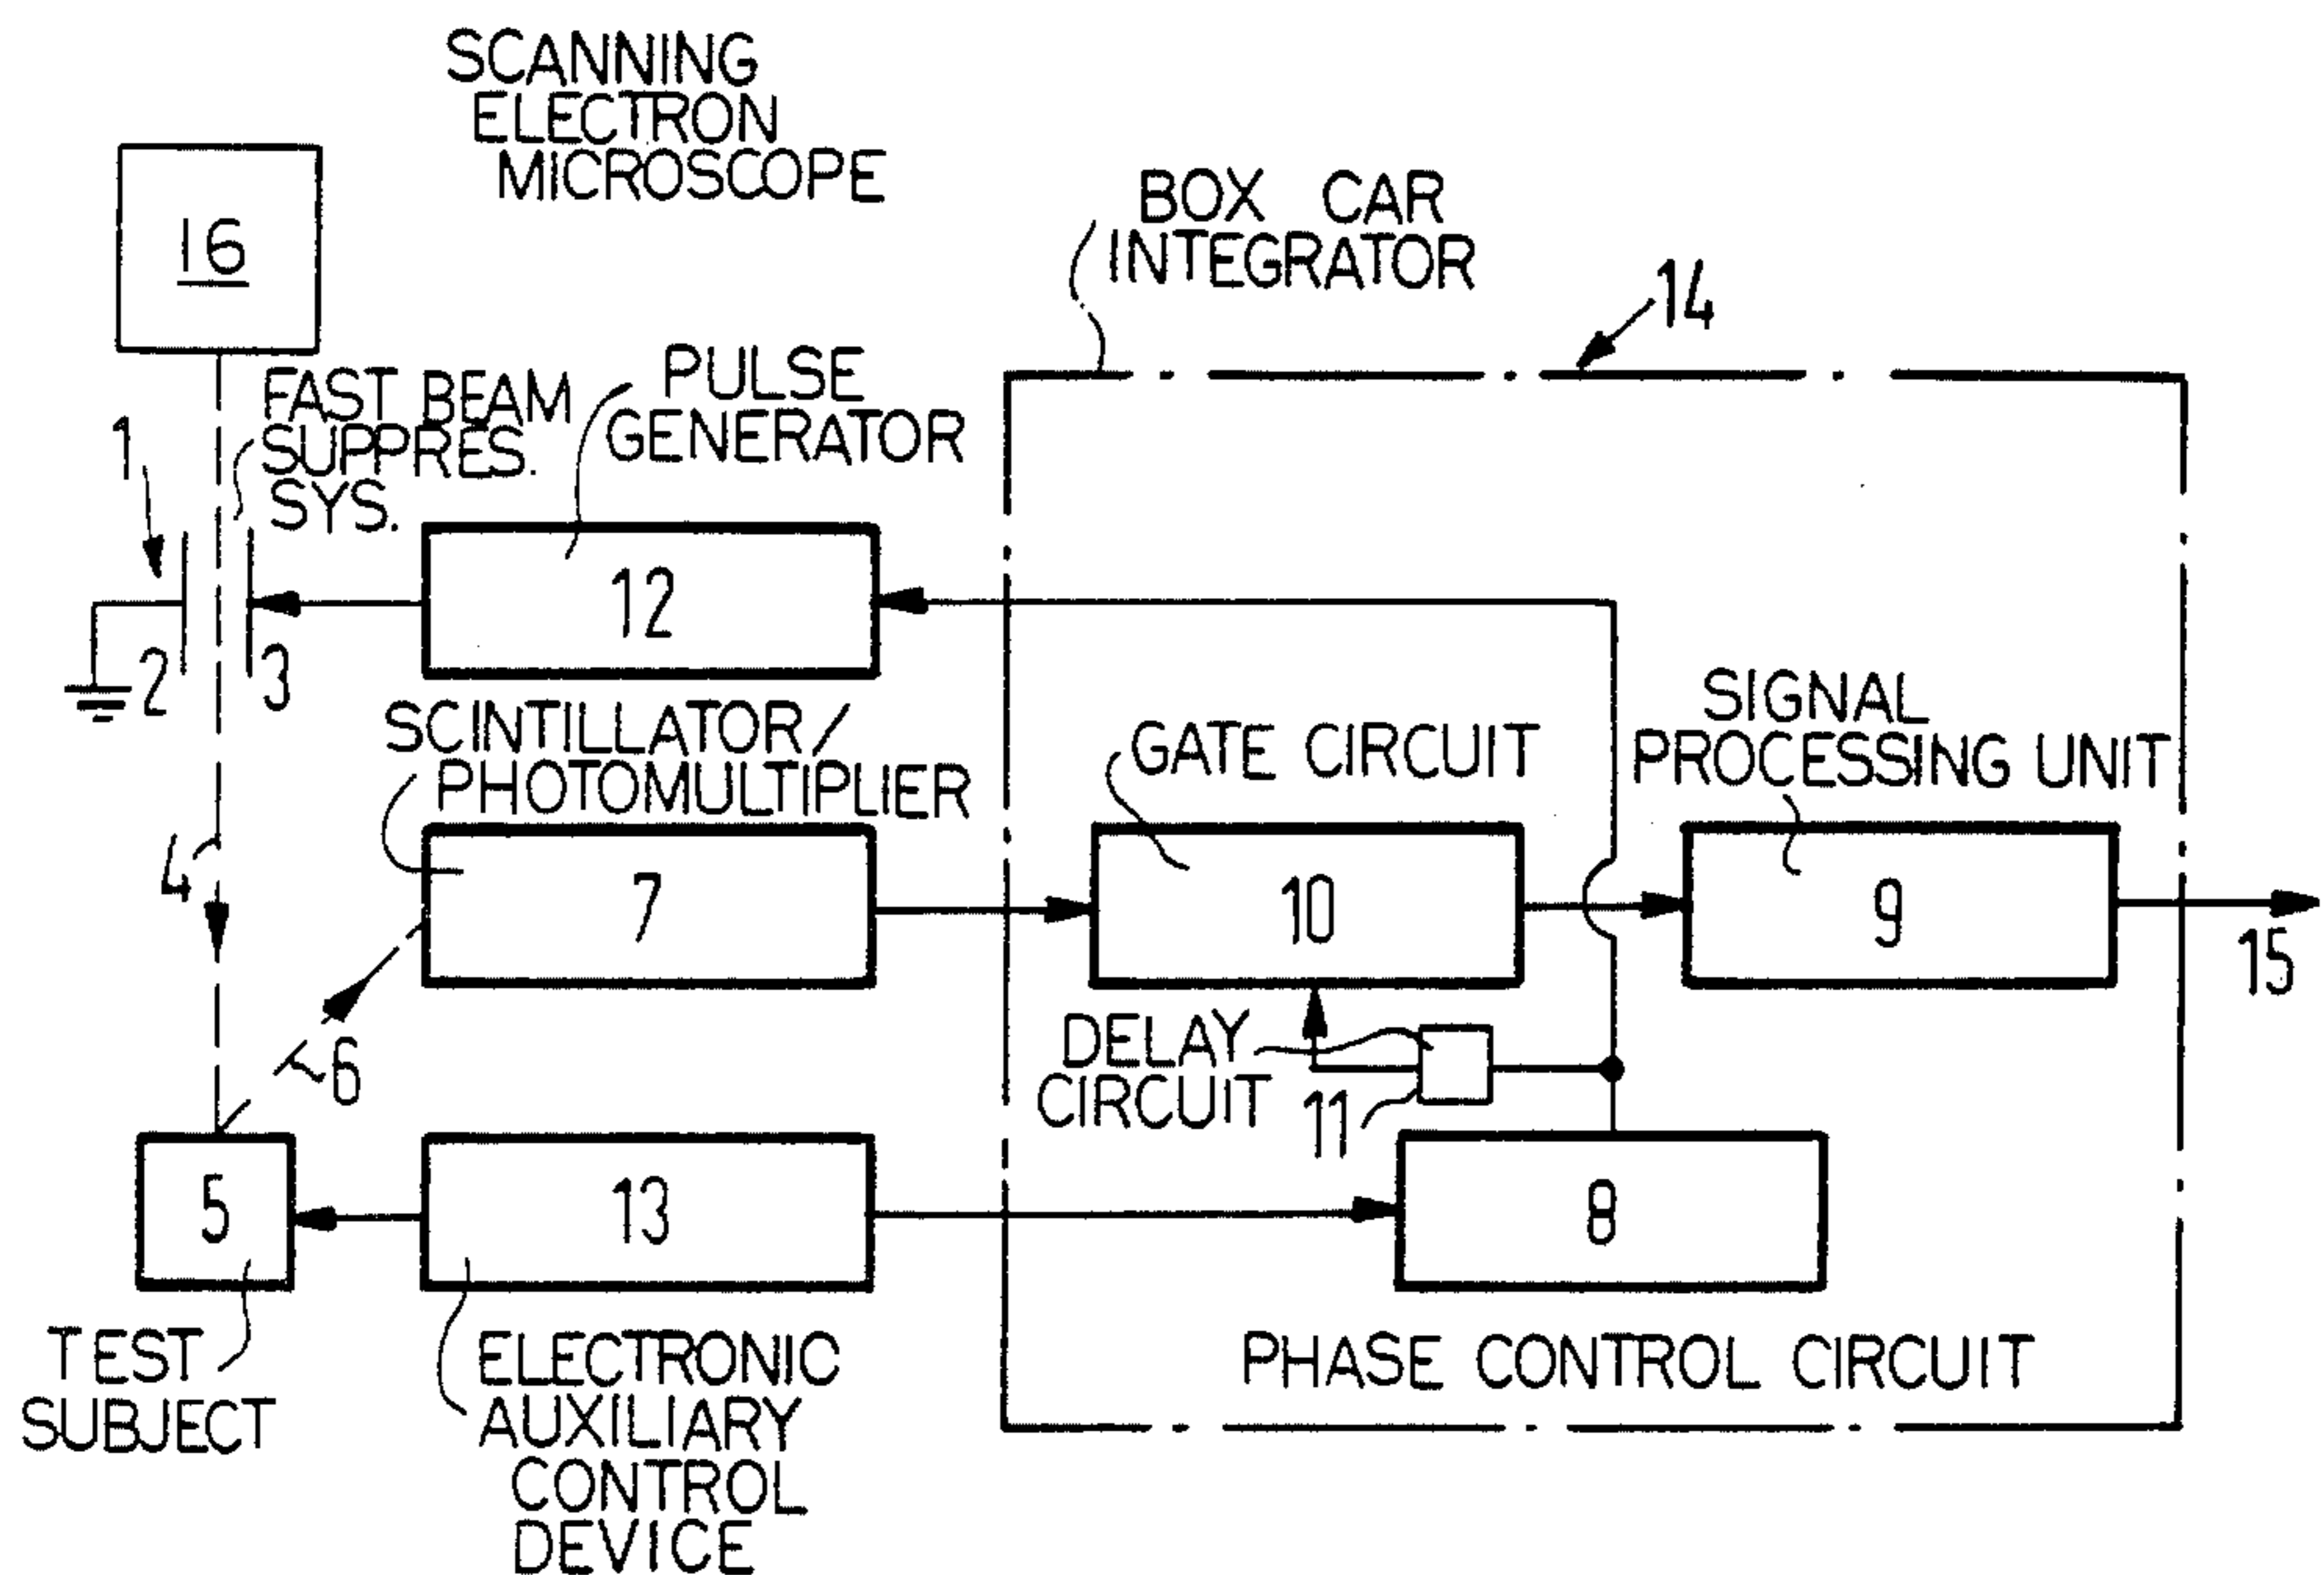 SCANNING
ELECTRON
MICROSCOPE
16
BOX CAR
INTEGRATOR
14
FAST BEAM
SUPPRES.
SYS.
1
PULSE
GENERATOR
12
2
3
SCINTILLATOR/
PHOTOMULTIPLIER
GATE CIRCUIT
SIGNAL
PROCESSING UNIT
4
7
10
9
15
6
DELAY
CIRCUIT
11
5
13
8
TEST
SUBJECT
ELECTRONIC
AUXILIARY
CONTROL
DEVICE
PHASE CONTROL CIRCUIT